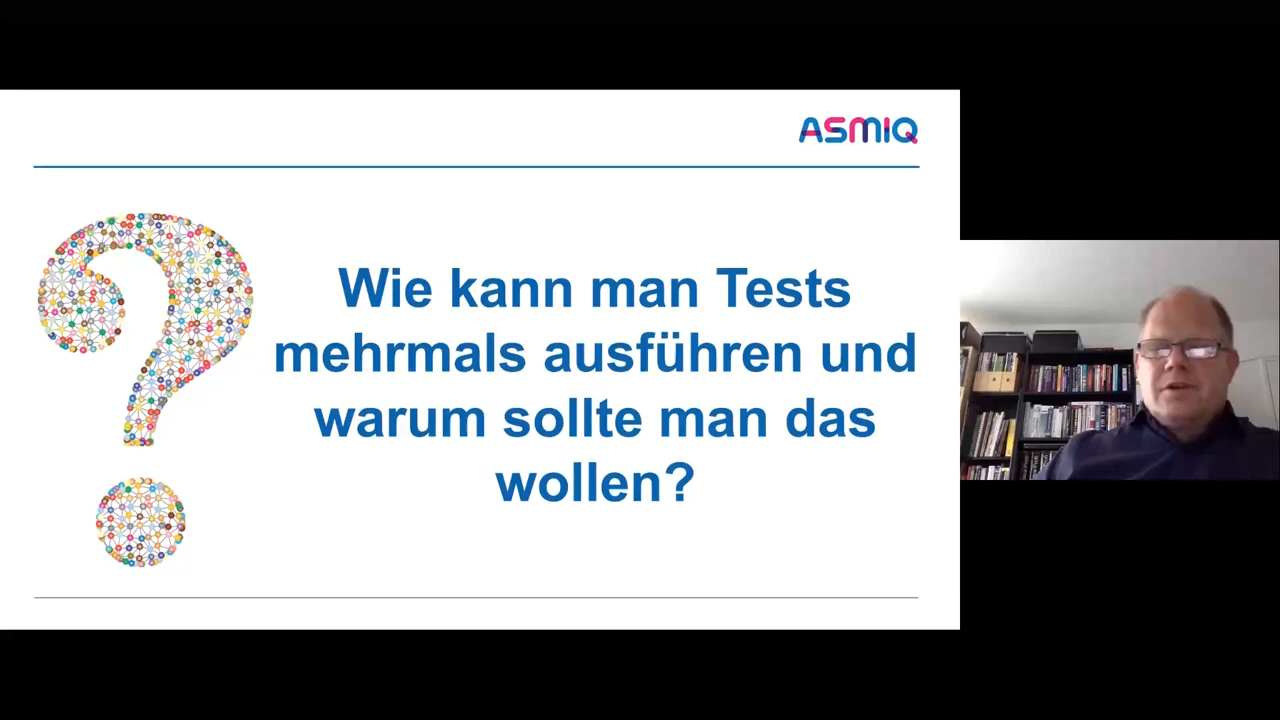 ASMIQ
Wie kann man Tests
mehrmals ausführen und
warum sollte man das
wollen?